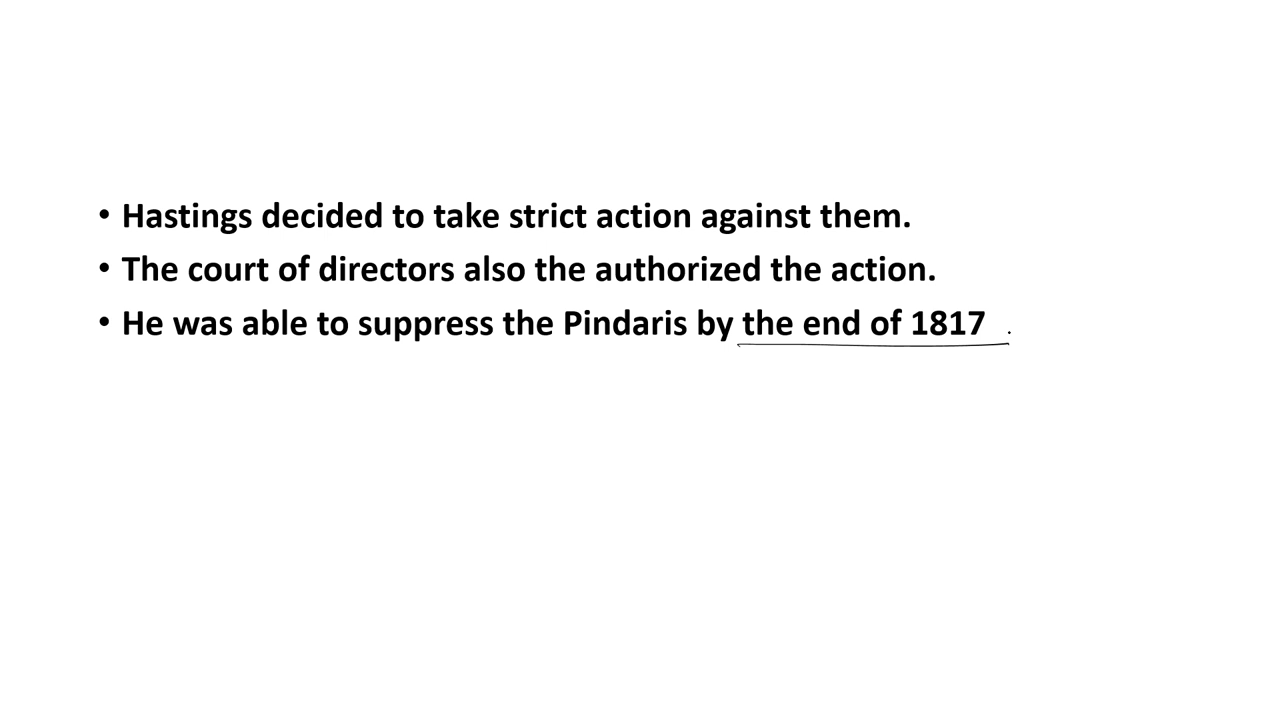 • Hastings decided to take strict action against them.
• The court of directors also the authorized the action.
• He was able to suppress the Pindaris by the end of 1817 .